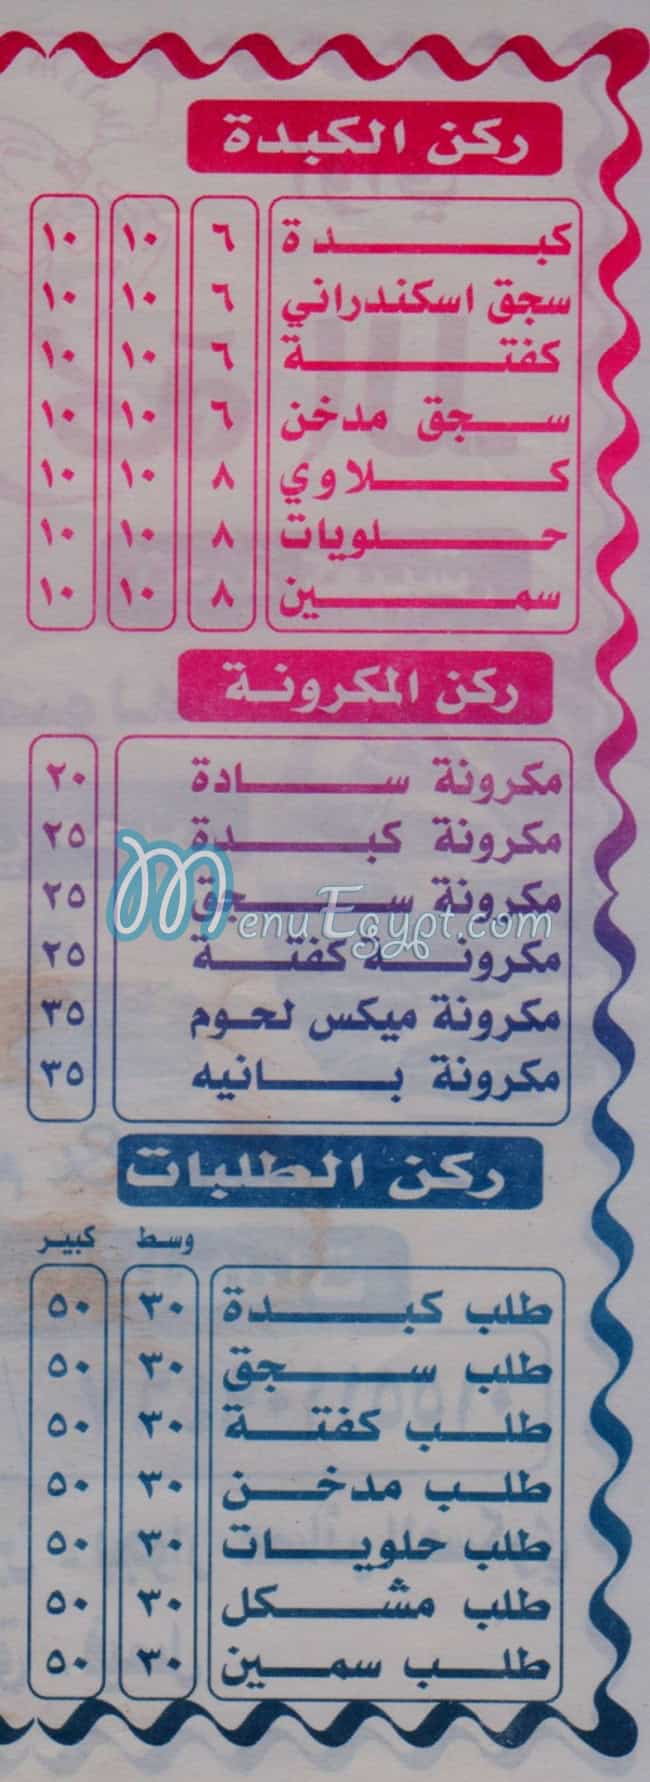 ركن الكبدة
كبدة ٦ ١٠ ١٠
سجق اسكندراني ٦ ١٠ ١٠
كفتة ٦ ١٠ ١٠
سجق مدخن ٦ ١٠ ١٠
كلاوي ٨ ١٠ ١٠
حلويات ٨ ١٠ ١٠
سمين ٨ ١٠ ١٠
ركن المكرونة
مكرونة سادة ٢٠
مكرونة كبدة ٢٥
مكرونة سجق ٢٥
MenuEgypt.com
مكرونة كفتة ٢٥
مكرونة ميكس لحوم ٣٥
مكرونة بانيه ٣٥
ركن الطلبات
وسط كبير
طلب كبدة ٣٠ ٥٠
طلب سجق ٣٠ ٥٠
طلب كفتة ٣٠ ٥٠
طلب مدخن ٣٠ ٥٠
طلب حلويات ٣٠ ٥٠
طلب مشكل ٣٠ ٥٠
طلب سمين ٣٠ ٥٠